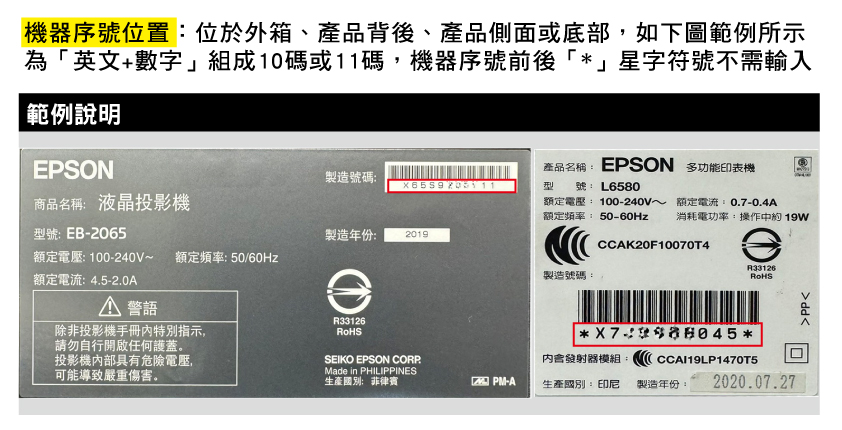 機器序號位置：位於外箱、產品背後、產品側面或底部，如下圖範例所示
為「英文+數字」組成10碼或11碼，機器序號前後「*」星字符號不需輸入
範例說明
EPSON
商品名稱: 液晶投影機
型號: EB-2065
額定電壓: 100-240V~ 額定頻率: 50/60Hz
額定電流: 4.5-2.0A
警語
除非投影機手冊內特別指示,
請勿自行開啟任何護蓋。
投影機內部具有危險電壓,
可能導致嚴重傷害。
製造號碼:
製造年份: 2019
R33126
RoHS
SEIKO EPSON CORP.
Made in PHILIPPINES
生產國別: 菲律賓
PM-A
產品名稱： EPSON 多功能印表機
型 號： L6580
額定電壓： 100-240V～ 額定電流：0.7-0.4A
額定頻率： 50-60Hz 消耗電功率：操作中約 19W
CCAK20F10070T4
R33126
RoHS
製造號碼：
>PP<
內含發射器模組： CCAI19LP1470T5
生產國別：印尼 製造年份： 2020.07.27